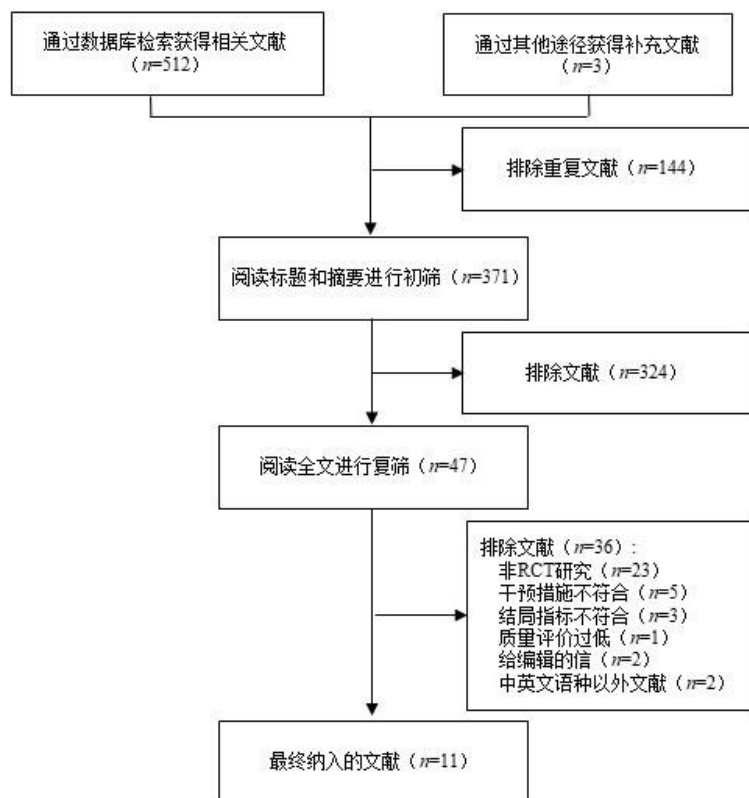 通过数据库检索获得相关文献
（n=512）
通过其他途径获得补充文献
（n=3）
排除重复文献（n=144）
阅读标题和摘要进行初筛（n=371）
排除文献（n=324）
阅读全文进行复筛（n=47）
排除文献（n=36）:
非RCT研究（n=23）
干预措施不符合（n=5）
结局指标不符合（n=3）
质量评价过低（n=1）
给编辑的信（n=2）
中英文语种以外文献（n=2）
最终纳入的文献（n=11）